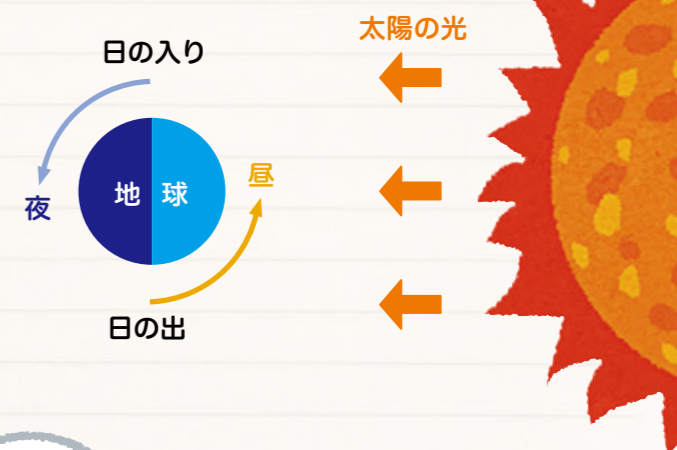 太陽の光
日の入り
昼
地球
夜
日の出